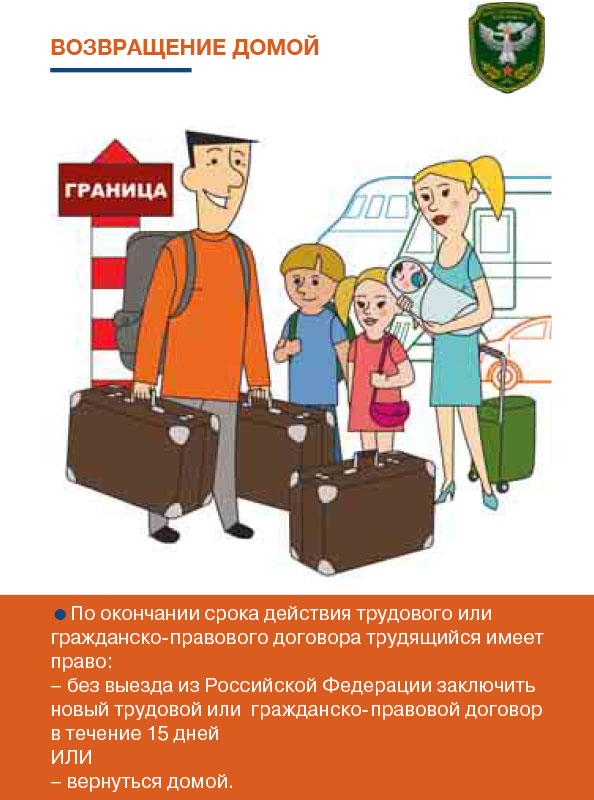 ВОЗВРАЩЕНИЕ ДОМОЙ
ГРАНИЦА
По окончании срока действия трудового или
гражданско-правового договора трудящийся имеет
право:
– без выезда из Российской Федерации заключить
новый трудовой или гражданско-правовой договор
в течение 15 дней
ИЛИ
– вернуться домой.